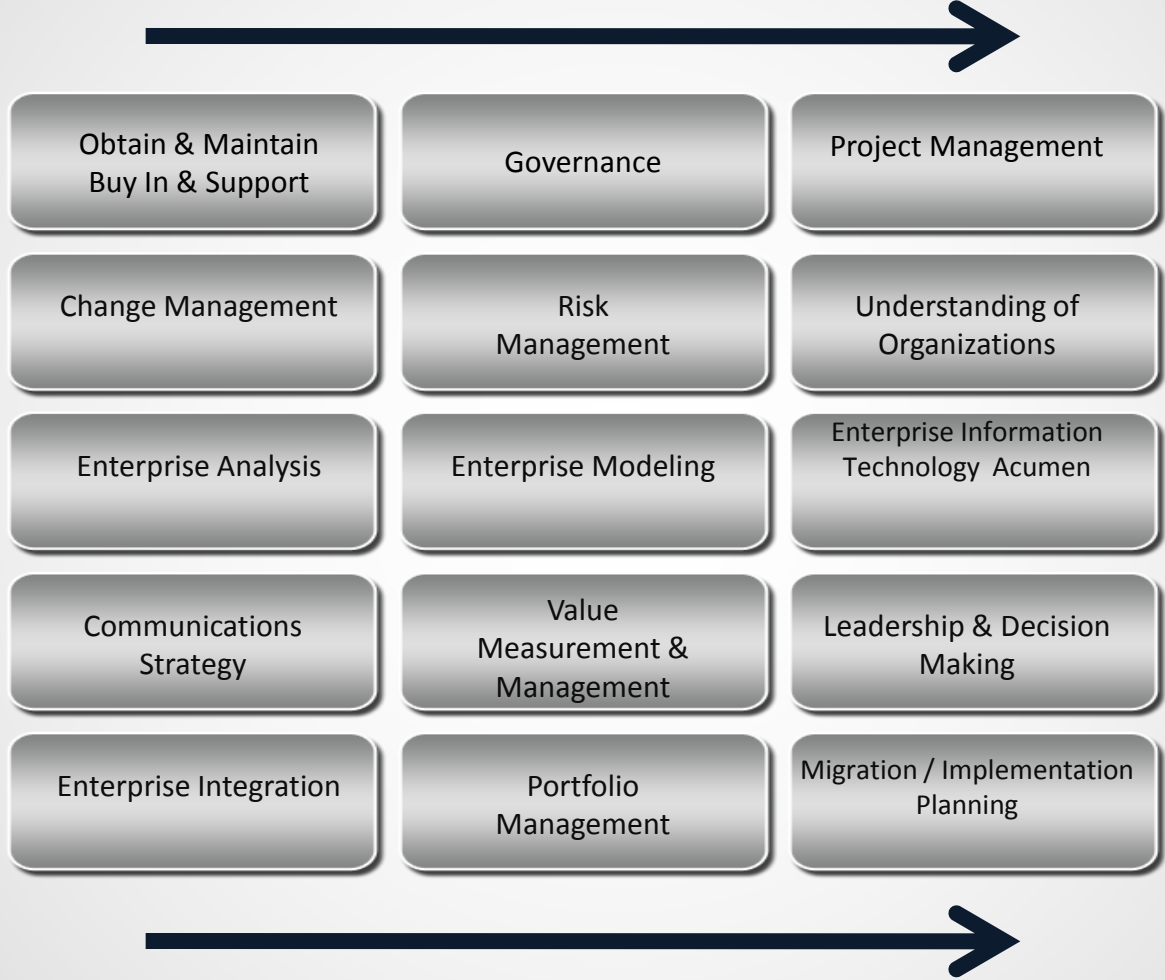 Obtain & Maintain
Buy In & Support
Governance
Project Management
Change Management
Risk
Management
Understanding of
Organizations
Enterprise Analysis
Enterprise Modeling
Enterprise Information
Technology Acumen
Communications
Strategy
Value
Measurement &
Management
Leadership & Decision
Making
Enterprise Integration
Portfolio
Management
Migration / Implementation
Planning